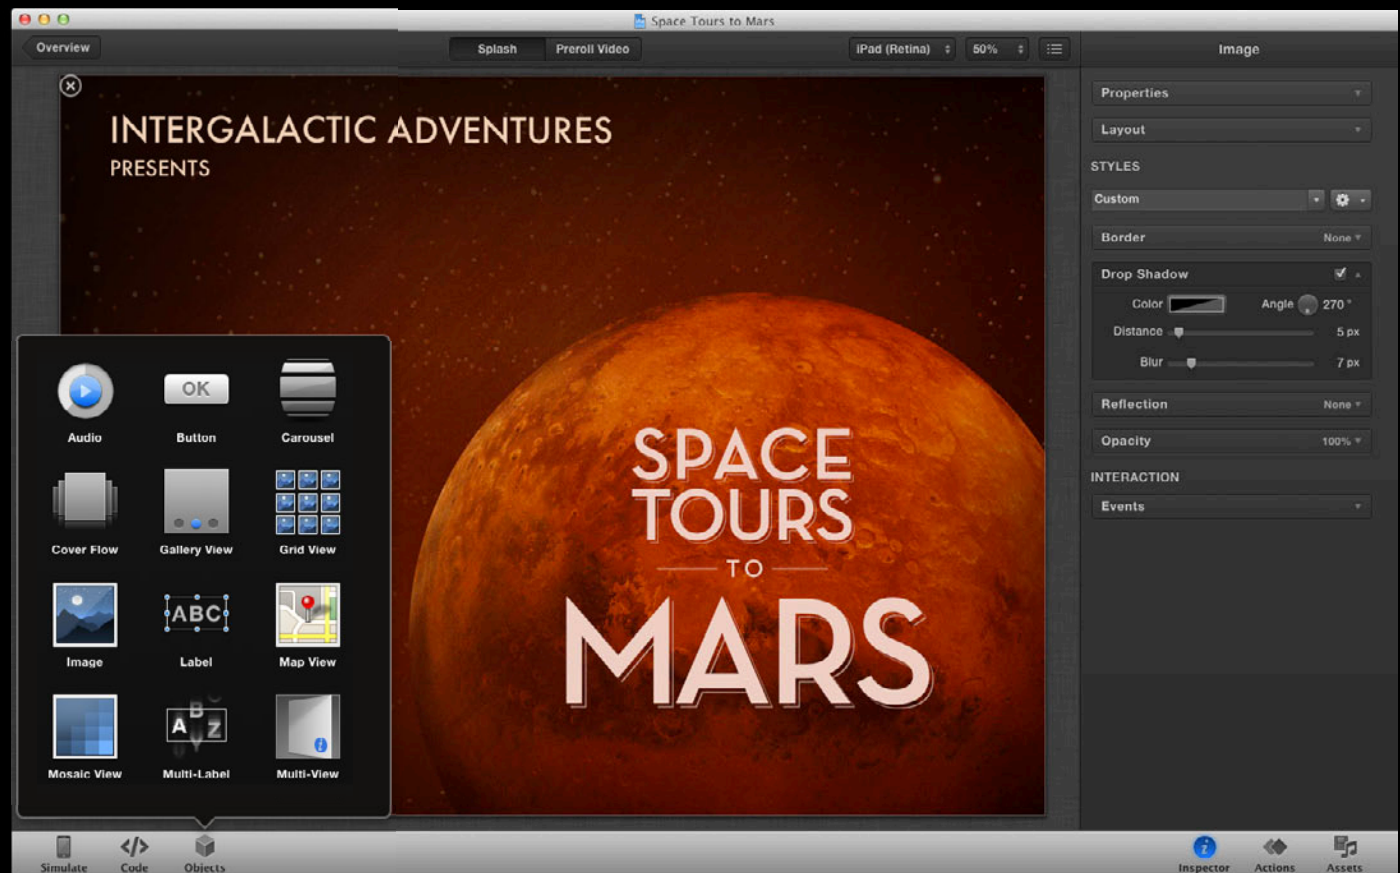 Space Tours to Mars
Overview
Splash
Preroll Video
iPad (Retina)
50%
Image
INTERGALACTIC ADVENTURES
PRESENTS
SPACE
TOURS
TO
MARS
Audio
Button
OK
Carousel
Cover Flow
Gallery View
Grid View
Image
ABC
Label
Map View
Mosaic View
A B Z Y
Multi-Label
Multi-View
Properties
Layout
STYLES
Custom
Border None
Drop Shadow
Color Angle 270°
Distance 5 px
Blur 7 px
Reflection None
Opacity 100%
INTERACTION
Events
Simulate
Code
Objects
Inspector
Actions
Assets